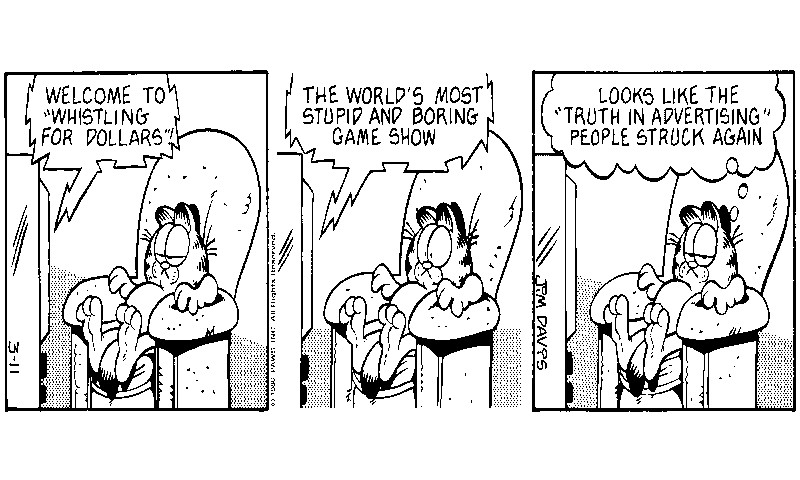 WELCOME TO
"WHISTLING
FOR DOLLARS"!
3-11
THE WORLD'S MOST
STUPID AND BORING
GAME SHOW
LOOKS LIKE THE
"TRUTH IN ADVERTISING"
PEOPLE STRUCK AGAIN
JIM DAVIS